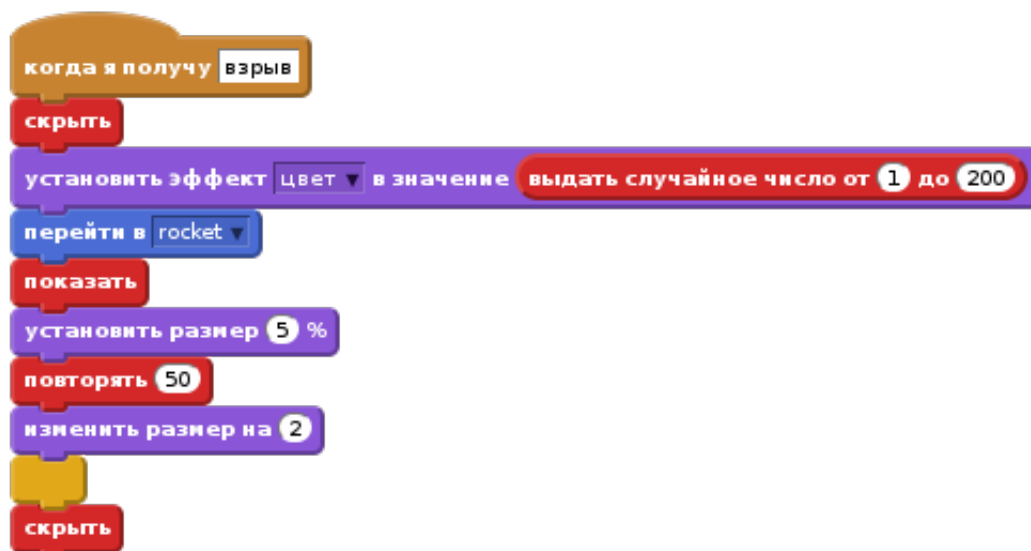 когда я получу взрыв
скрыть
установить эффект цвет в значение выдать случайное число от 1 до 200
перейти в rocket
показать
установить размер 5 %
повторять 50
изменить размер на 2
скрыть